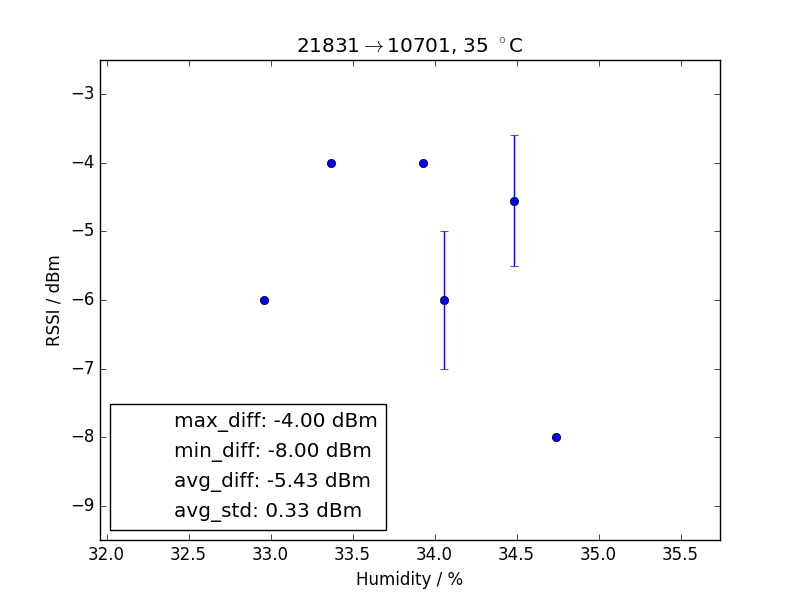 21831→10701, 35 °C
−3
−4
−5
−6
−7
−8
−9
RSSI / dBm
max_diff: -4.00 dBm
min_diff: -8.00 dBm
avg_diff: -5.43 dBm
avg_std: 0.33 dBm
32.0 32.5 33.0 33.5 34.0 34.5 35.0 35.5
Humidity / %